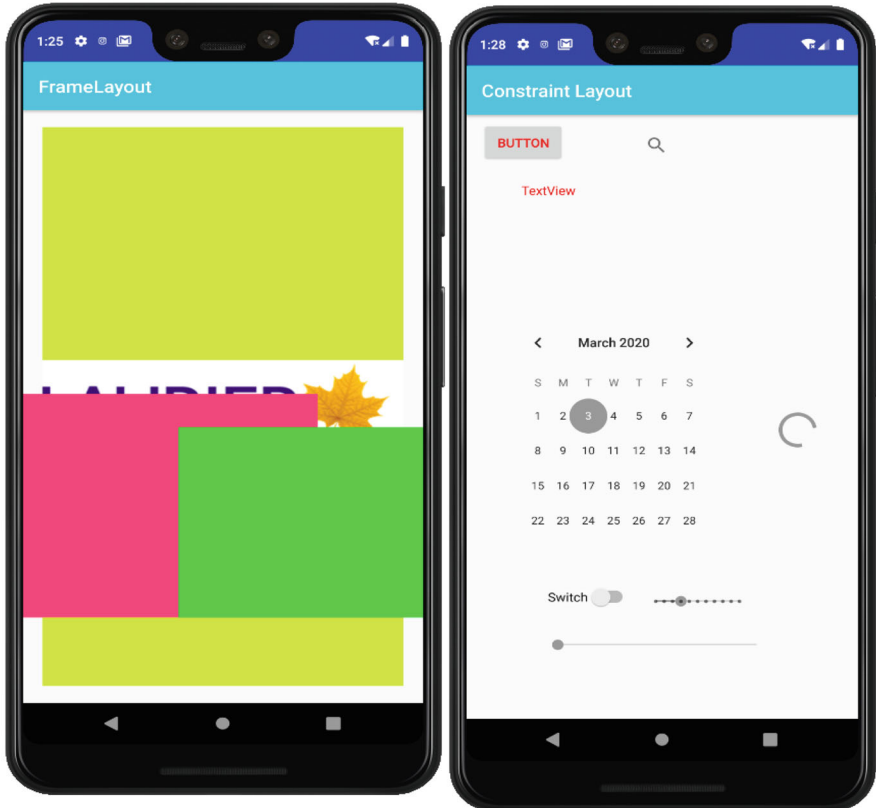 1:25
FrameLayout
LAURIER
1:28
Constraint Layout
BUTTON
TextView
March 2020
S M T W T F S
1 2 3 4 5 6 7
8 9 10 11 12 13 14
15 16 17 18 19 20 21
22 23 24 25 26 27 28
Switch